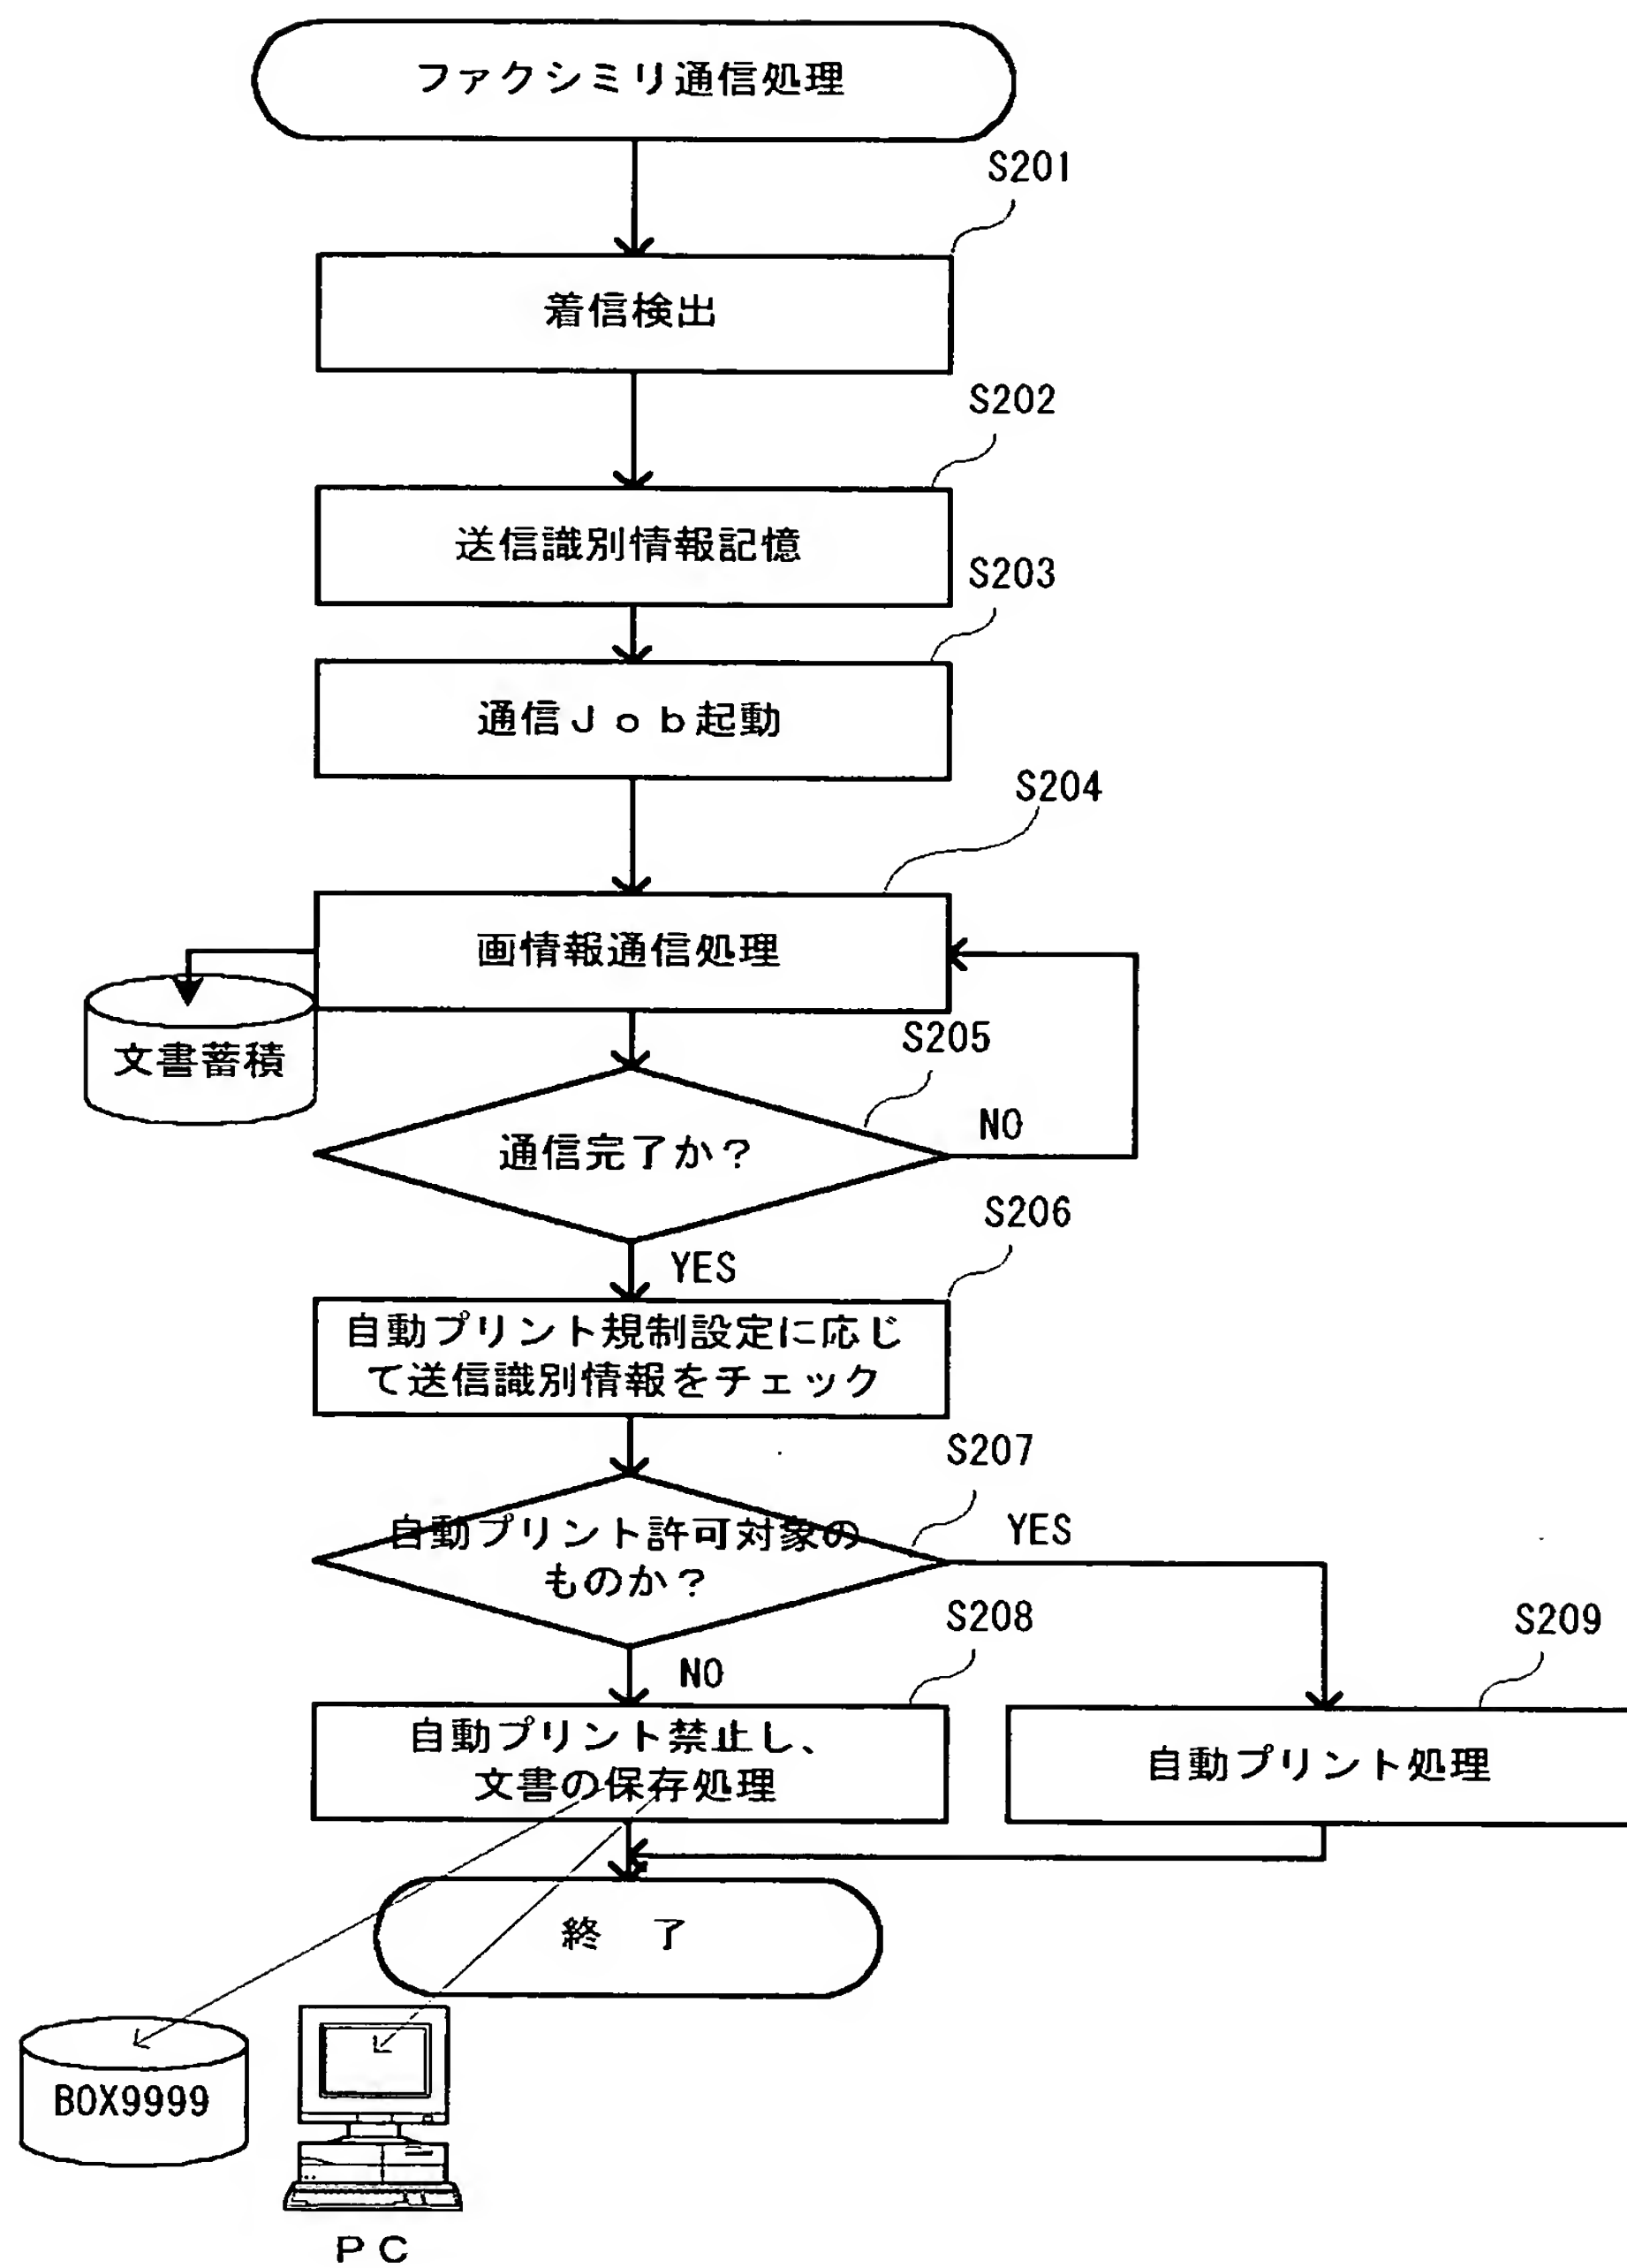 ファクシミリ通信処理
S201
着信検出
S202
送信識別情報記憶
S203
通信Ｊｏｂ起動
S204
画情報通信処理
文書蓄積
S205
通信完了か？
NO
S206
YES
自動プリント規制設定に応じ
て送信識別情報をチェック
S207
自動プリント許可対象の
ものか？
YES
S208
S209
NO
自動プリント禁止し、
文書の保存処理
自動プリント処理
終　了
BOX9999
ＰＣ